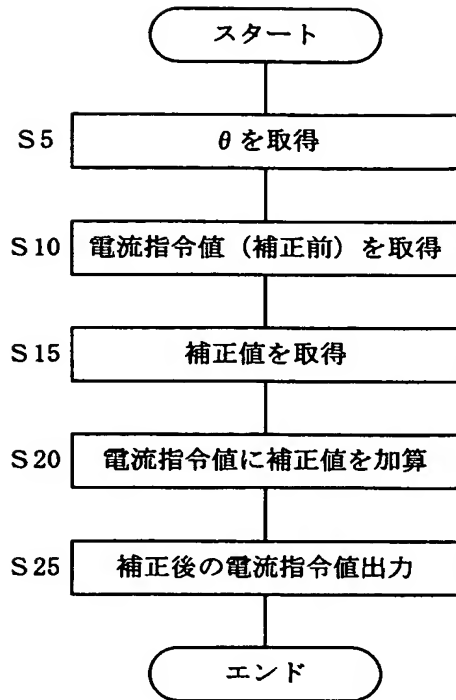 スタート
S5 θを取得
S10 電流指令値（補正前）を取得
S15 補正値を取得
S20 電流指令値に補正値を加算
S25 補正後の電流指令値出力
エンド